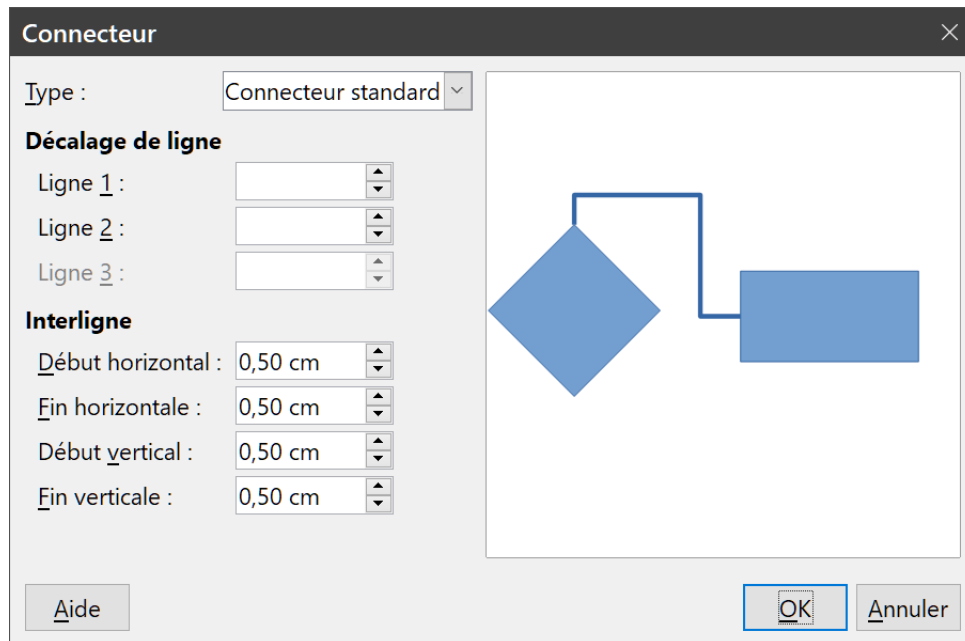 Connecteur
Type : Connecteur standard
Décalage de ligne
Ligne 1 :
Ligne 2 :
Ligne 3 :
Interligne
Début horizontal : 0,50 cm
Fin horizontale : 0,50 cm
Début vertical : 0,50 cm
Fin verticale : 0,50 cm
Aide OK Annuler